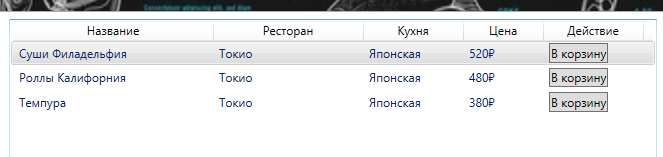 Название Ресторан Кухня Цена Действие
Суши Филадельфия Токио Японская 520₽ В корзину
Роллы Калифорния Токио Японская 480₽ В корзину
Темпура Токио Японская 380₽ В корзину